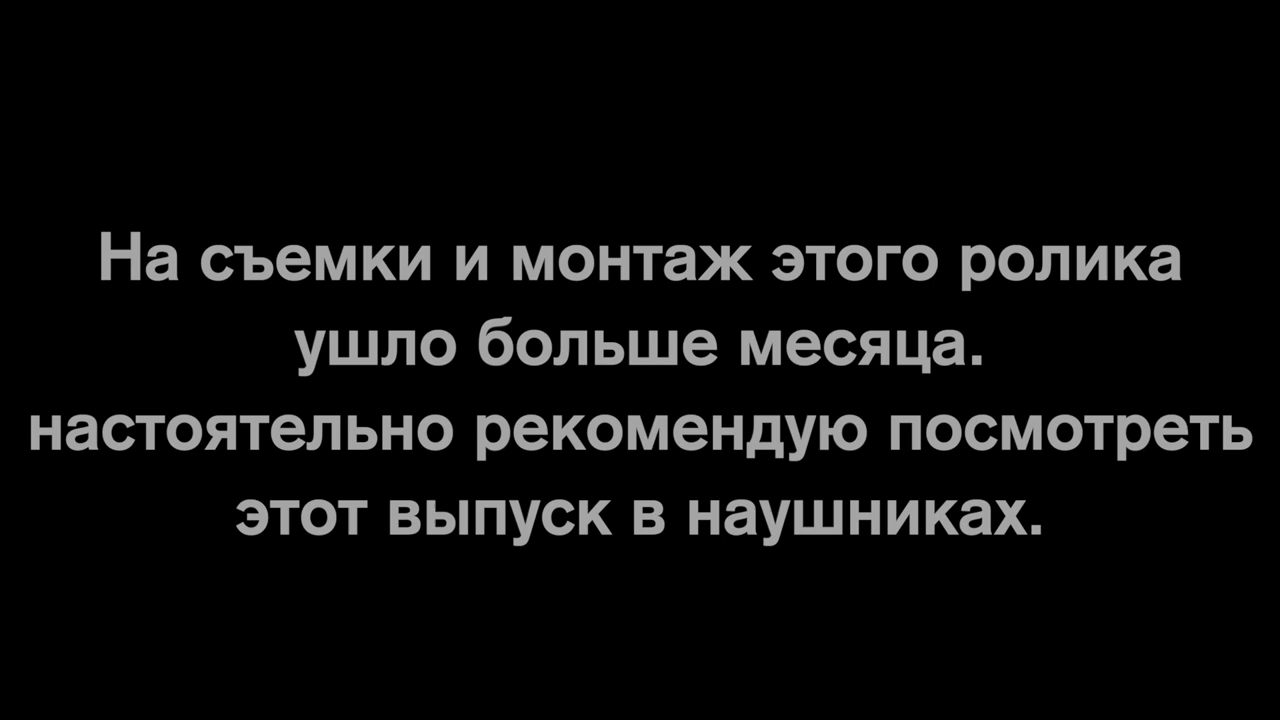 На съемки и монтаж этого ролика
ушло больше месяца.
настоятельно рекомендую посмотреть
этот выпуск в наушниках.